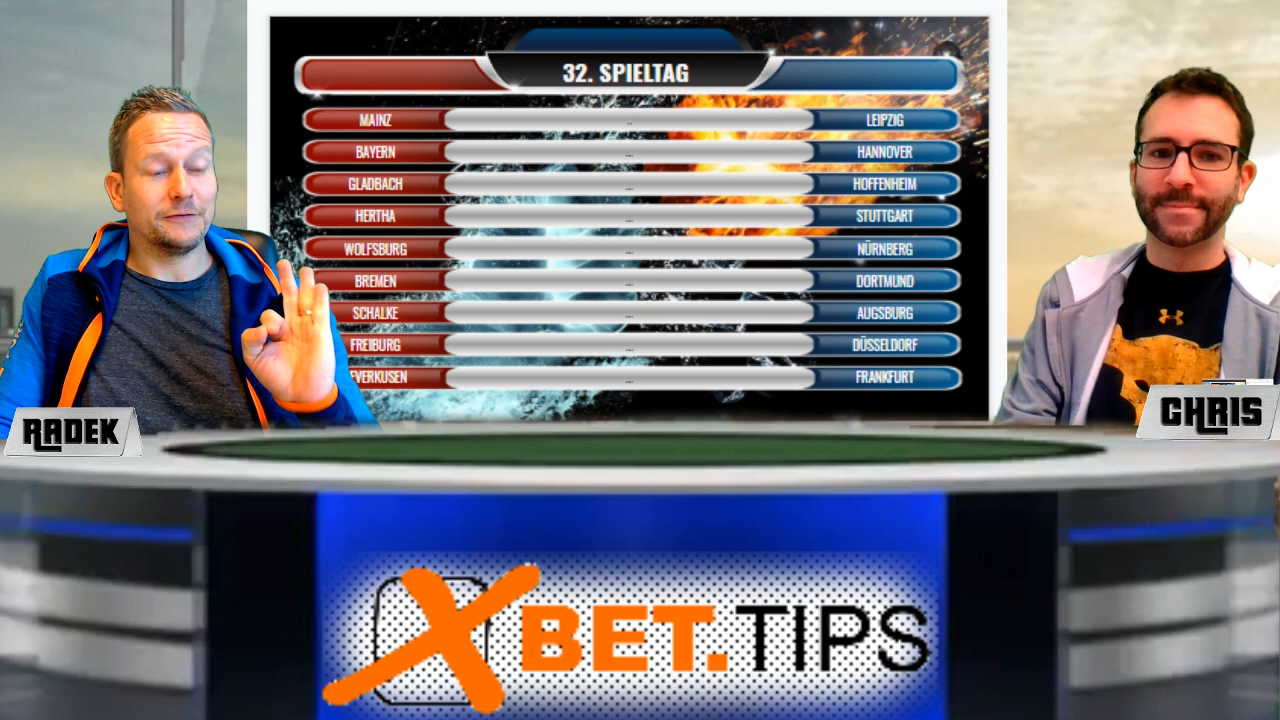 32. SPIELTAG
MAINZ LEIPZIG
BAYERN HANNOVER
GLADBACH HOFFENHEIM
HERTHA STUTTGART
WOLFSBURG NÜRNBERG
BREMEN DORTMUND
SCHALKE AUGSBURG
FREIBURG DÜSSELDORF
EVERKUSEN FRANKFURT
RADEK
CHRIS
XBET.TIPS